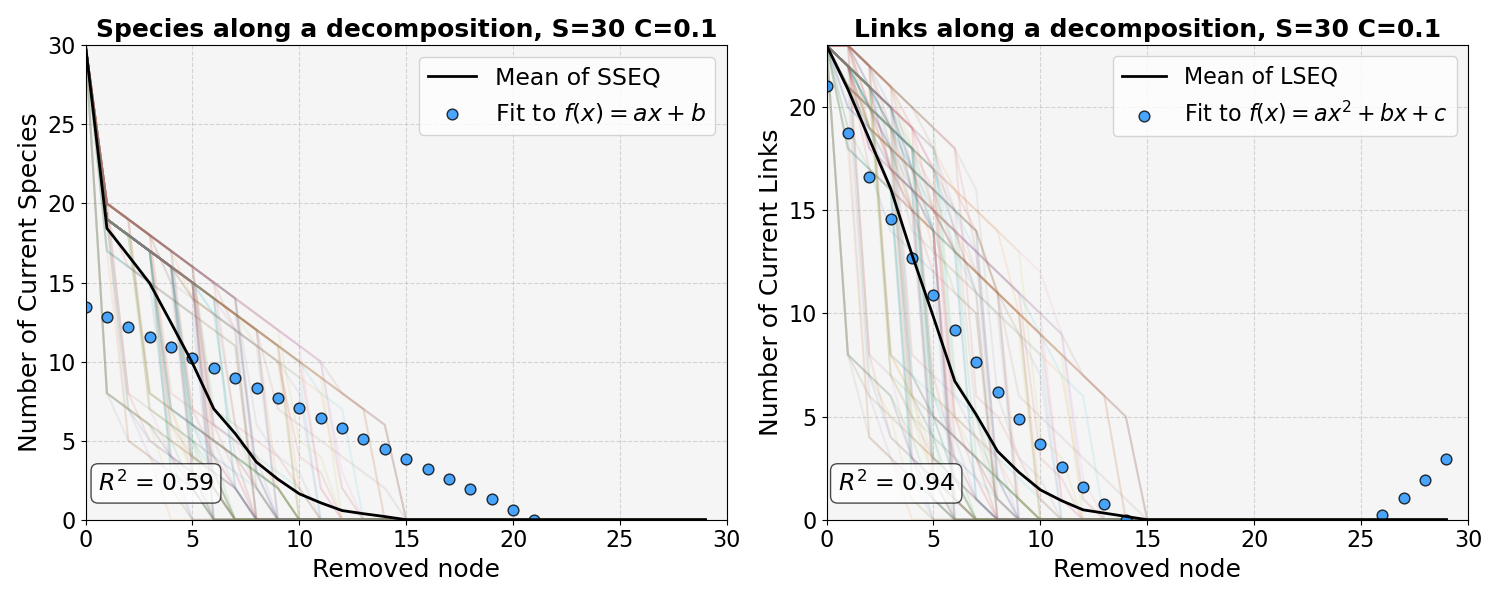 Species along a decomposition, S=30 C=0.1
Number of Current Species
30
25
20
15
10
5
0
Mean of SSEQ
Fit to f(x) = ax + b
R² = 0.59
0 5 10 15 20 25 30
Removed node
Links along a decomposition, S=30 C=0.1
Number of Current Links
20
15
10
5
0
Mean of LSEQ
Fit to f(x) = ax² + bx + c
R² = 0.94
0 5 10 15 20 25 30
Removed node